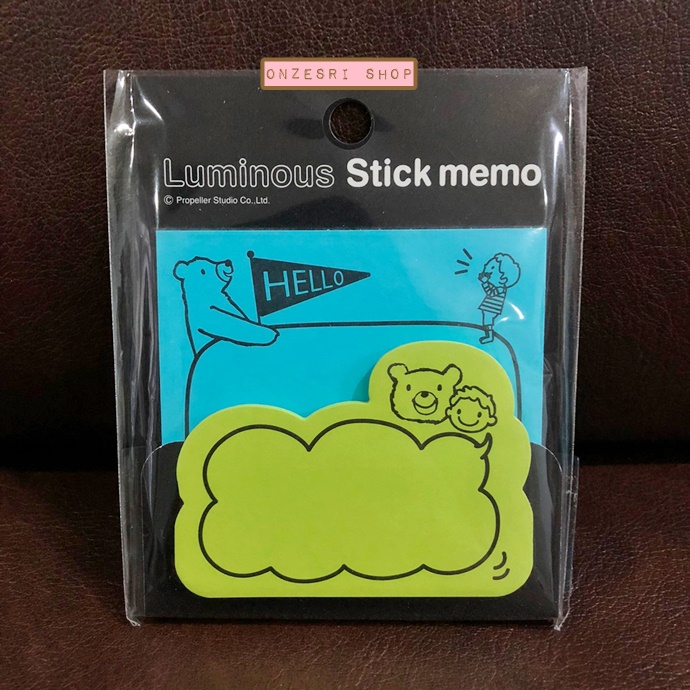 ONZESRI SHOP
Luminous Stick memo
© Propeller Studio Co.,Ltd.
HELLO